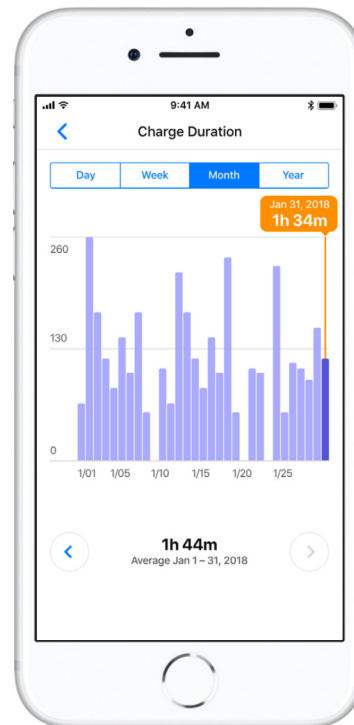 9:41 AM
Charge Duration
Day Week Month Year
Jan 31, 2018
1h 34m
260
130
0
1/01 1/05 1/10 1/15 1/20 1/25
1h 44m
Average Jan 1 – 31, 2018